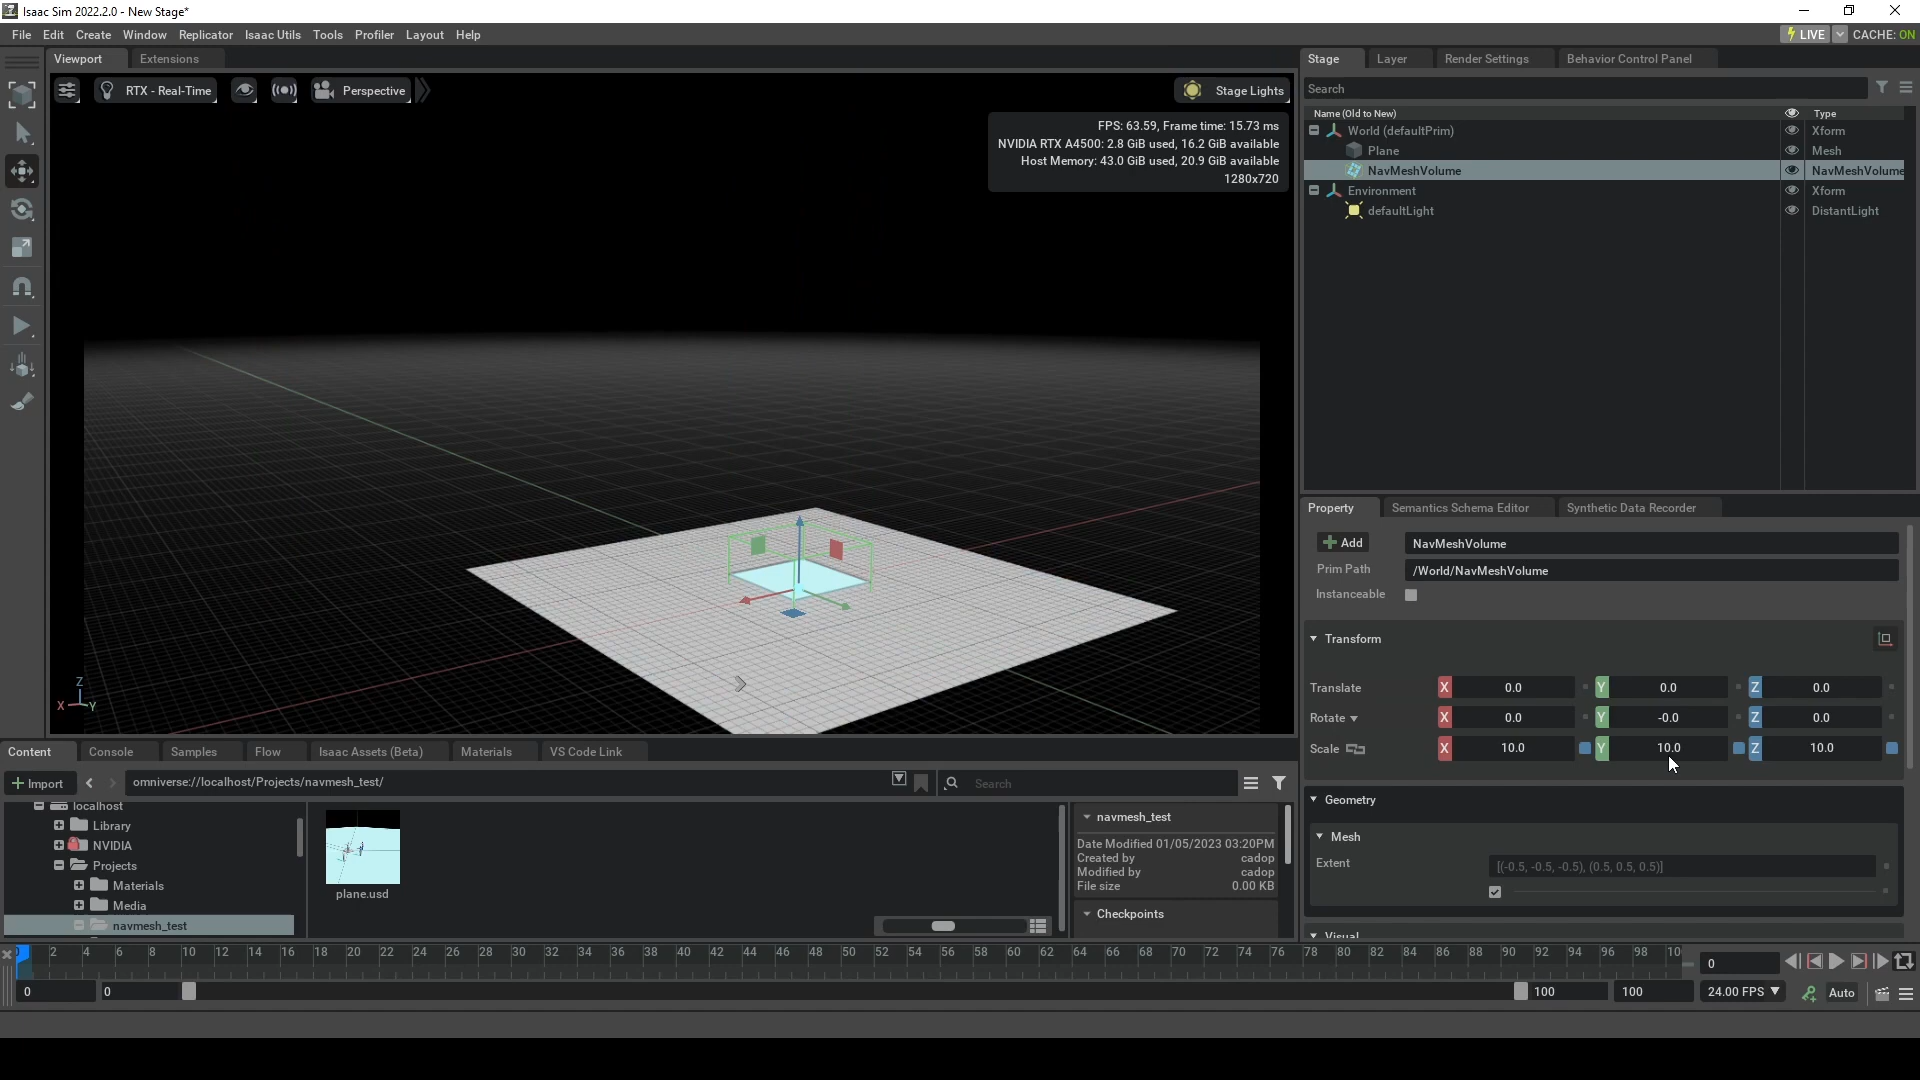 Isaac Sim 2022.2.0 - New Stage*
File Edit Create Window Replicator Isaac Utils Tools Profiler Layout Help
LIVE CACHE: ON
Viewport Extensions
RTX - Real-Time Perspective Stage Lights
FPS: 63.59, Frame time: 15.73 ms
NVIDIA RTX A4500: 2.8 GiB used, 16.2 GiB available
Host Memory: 43.0 GiB used, 20.9 GiB available
1280x720
Z
X Y
Stage Layer Render Settings Behavior Control Panel
Search
Name (Old to New) Type
World (defaultPrim) Xform
Plane Mesh
NavMeshVolume NavMeshVolume
Environment Xform
defaultLight DistantLight
Property Semantics Schema Editor Synthetic Data Recorder
Add NavMeshVolume
Prim Path /World/NavMeshVolume
Instanceable
Transform
Translate X 0.0 Y 0.0 Z 0.0
Rotate X 0.0 Y -0.0 Z 0.0
Scale X 10.0 Y 10.0 Z 10.0
Geometry
Mesh
Extent [(-0.5, -0.5, -0.5), (0.5, 0.5, 0.5)]
Visual
Content Console Samples Flow Isaac Assets (Beta) Materials VS Code Link
Import omniverse://localhost/Projects/navmesh_test/ Search
localhost
Library
NVIDIA
Projects
Materials
Media
navmesh_test
plane.usd
navmesh_test
Date Modified 01/05/2023 03:20PM
Created by cadop
Modified by cadop
File size 0.00 KB
Checkpoints
2 4 6 8 10 12 14 16 18 20 22 24 26 28 30 32 34 36 38 40 42 44 46 48 50 52 54 56 58 60 62 64 66 68 70 72 74 76 78 80 82 84 86 88 90 92 94 96 98 10 0
0 0 100 100 24.00 FPS Auto